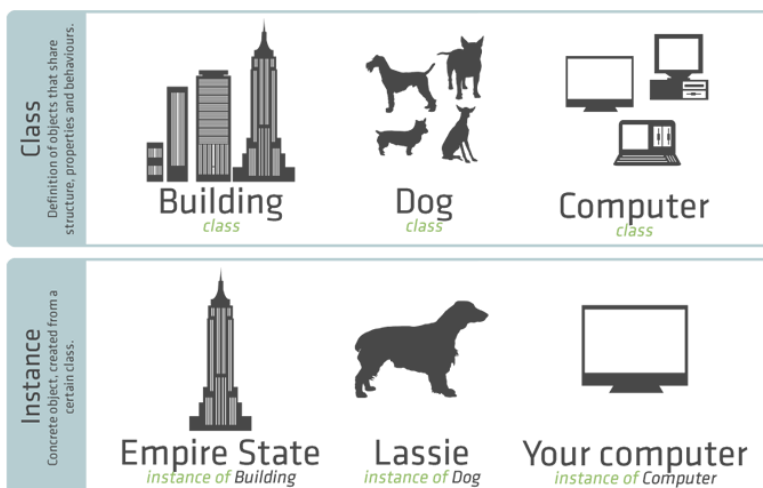 Class
Definition of objects that share
structure, properties and behaviours.
Building
class
Dog
class
Computer
class
Instance
Concrete object, created from a
certain class.
Empire State
instance of Building
Lassie
instance of Dog
Your computer
instance of Computer